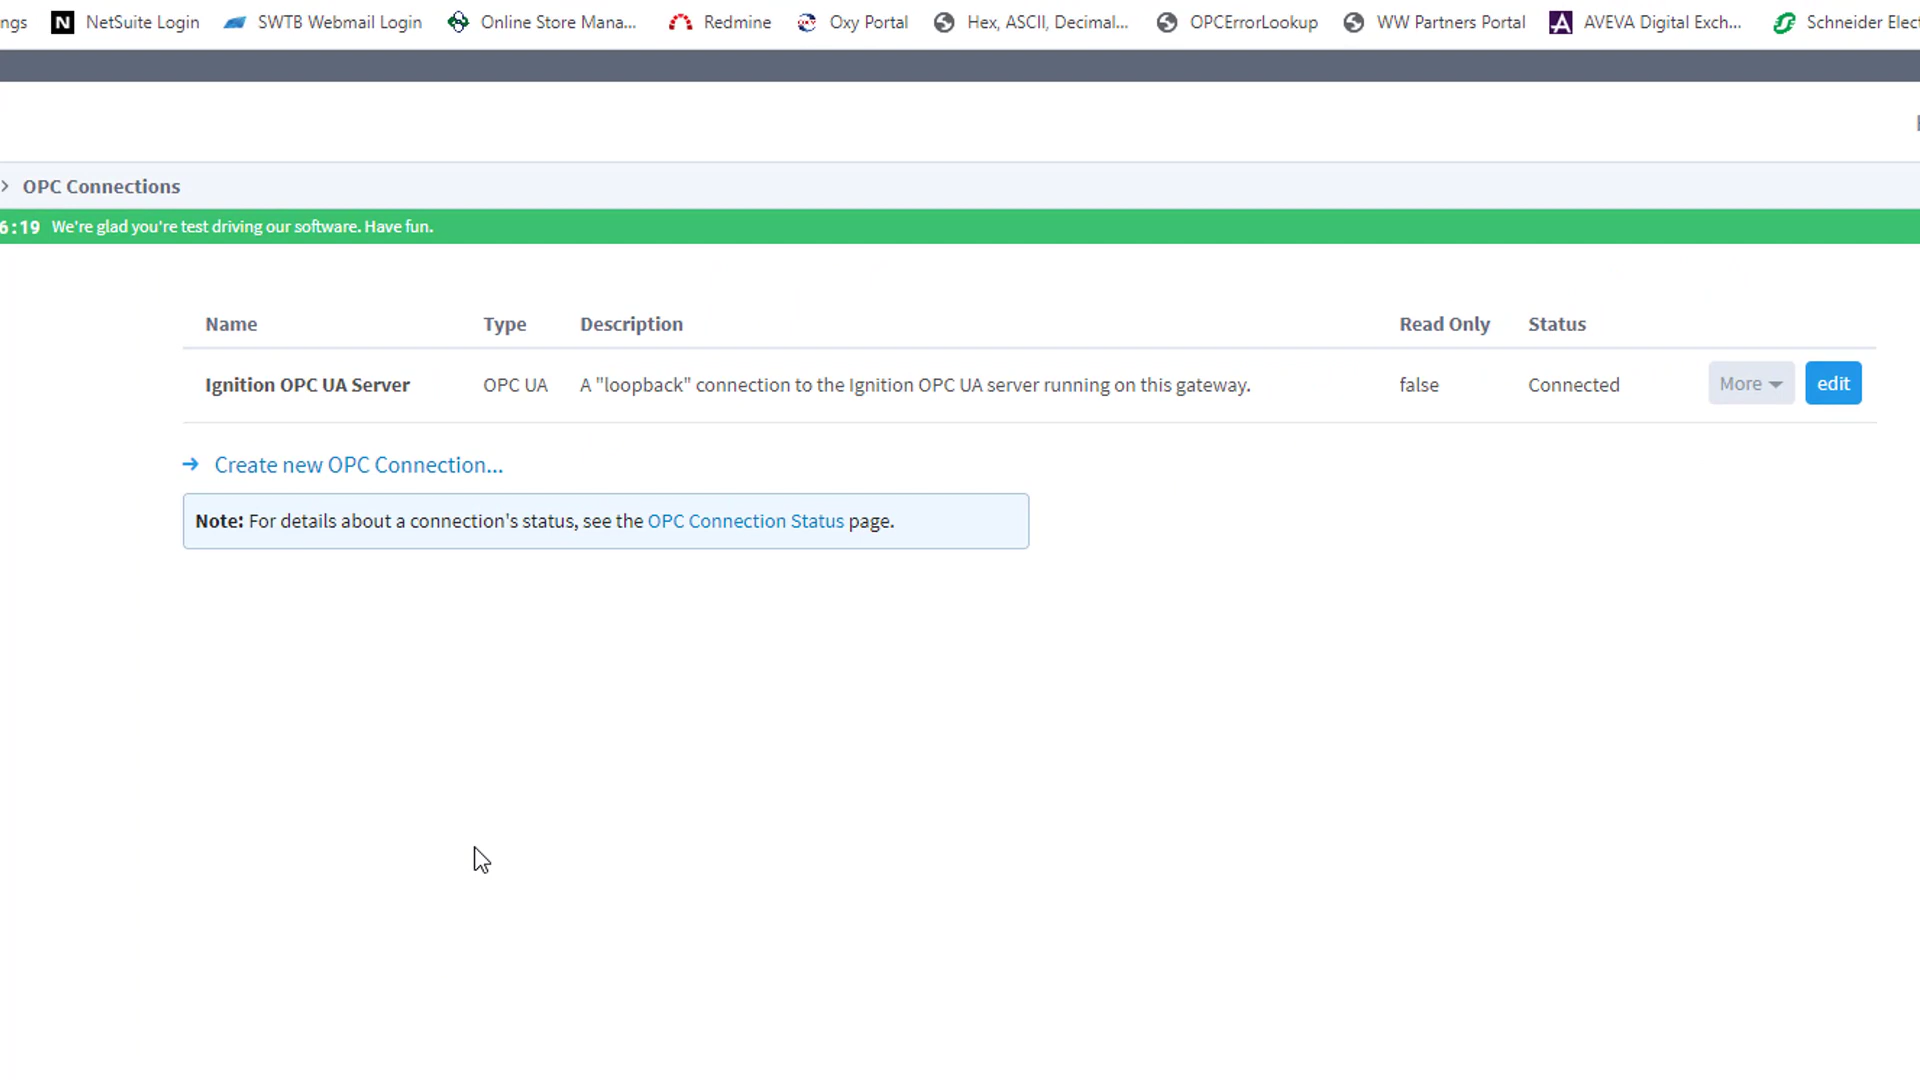 ngs NetSuite Login SWTB Webmail Login Online Store Mana... Redmine Oxy Portal Hex, ASCII, Decimal... OPCErrorLookup WW Partners Portal AVEVA Digital Exch... Schneider Elect
> OPC Connections
6:19 We're glad you're test driving our software. Have fun.
Name Type Description Read Only Status
Ignition OPC UA Server OPC UA A "loopback" connection to the Ignition OPC UA server running on this gateway. false Connected More edit
→ Create new OPC Connection...
Note: For details about a connection's status, see the OPC Connection Status page.